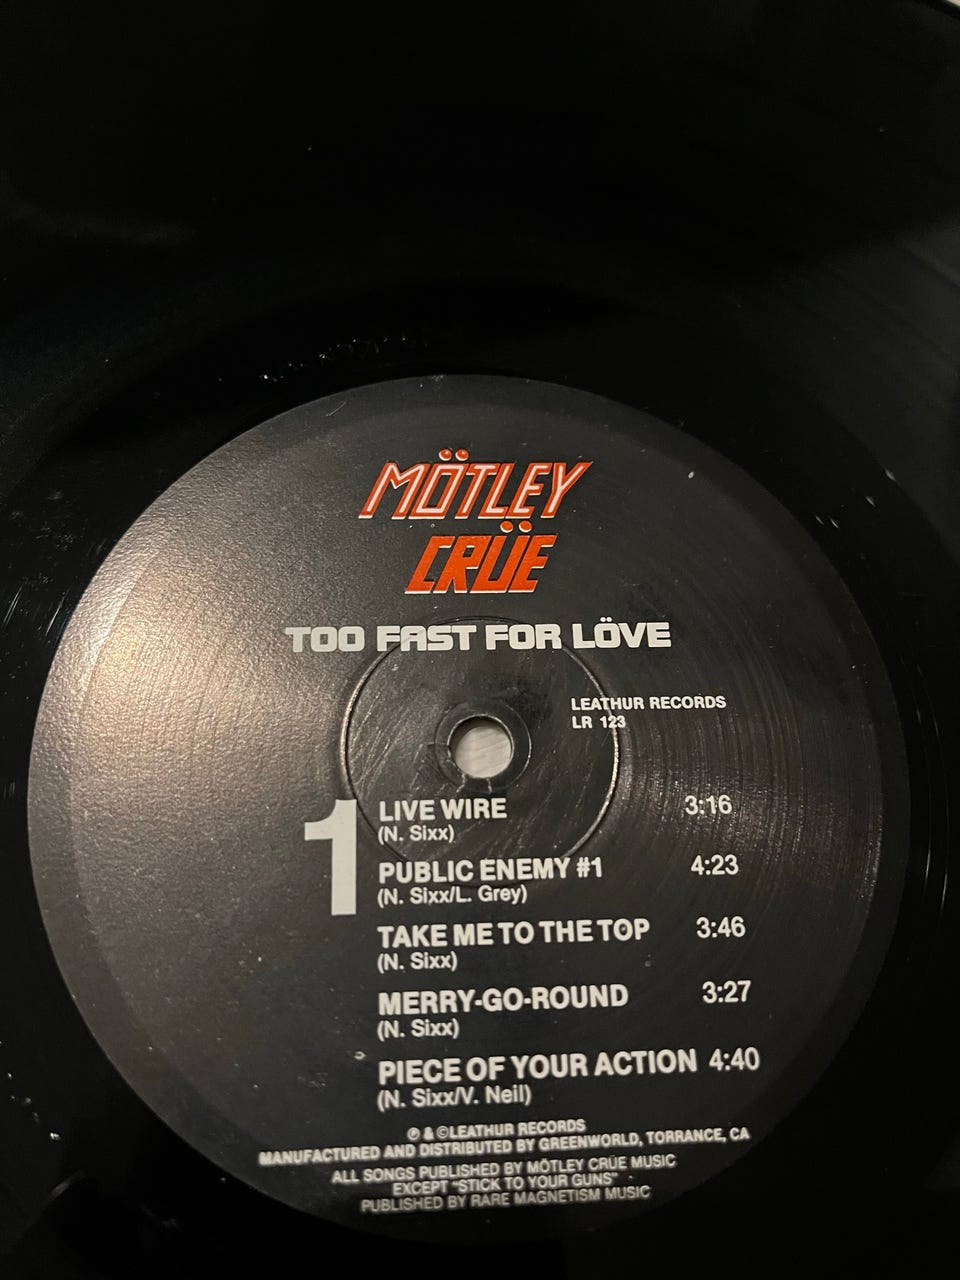 MÖTLEY
CRÜE
TOO FAST FOR LÖVE
LEATHUR RECORDS
LR 123
1
LIVE WIRE 3:16
(N. Sixx)
PUBLIC ENEMY #1 4:23
(N. Sixx/L. Grey)
TAKE ME TO THE TOP 3:46
(N. Sixx)
MERRY-GO-ROUND 3:27
(N. Sixx)
PIECE OF YOUR ACTION 4:40
(N. Sixx/V. Neil)
℗ & ©LEATHUR RECORDS
MANUFACTURED AND DISTRIBUTED BY GREENWORLD, TORRANCE, CA
ALL SONGS PUBLISHED BY MÖTLEY CRÜE MUSIC
EXCEPT "STICK TO YOUR GUNS"
PUBLISHED BY RARE MAGNETISM MUSIC